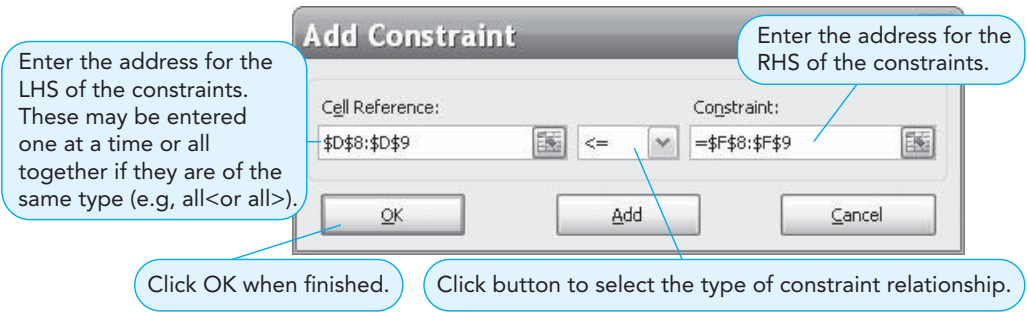 Add Constraint
Enter the address for the
LHS of the constraints.
These may be entered
one at a time or all
together if they are of the
same type (e.g, all<or all>).
Enter the address for the
RHS of the constraints.
Cell Reference:
Constraint:
$D$8:$D$9
<=
=$F$8:$F$9
OK
Add
Cancel
Click OK when finished.
Click button to select the type of constraint relationship.